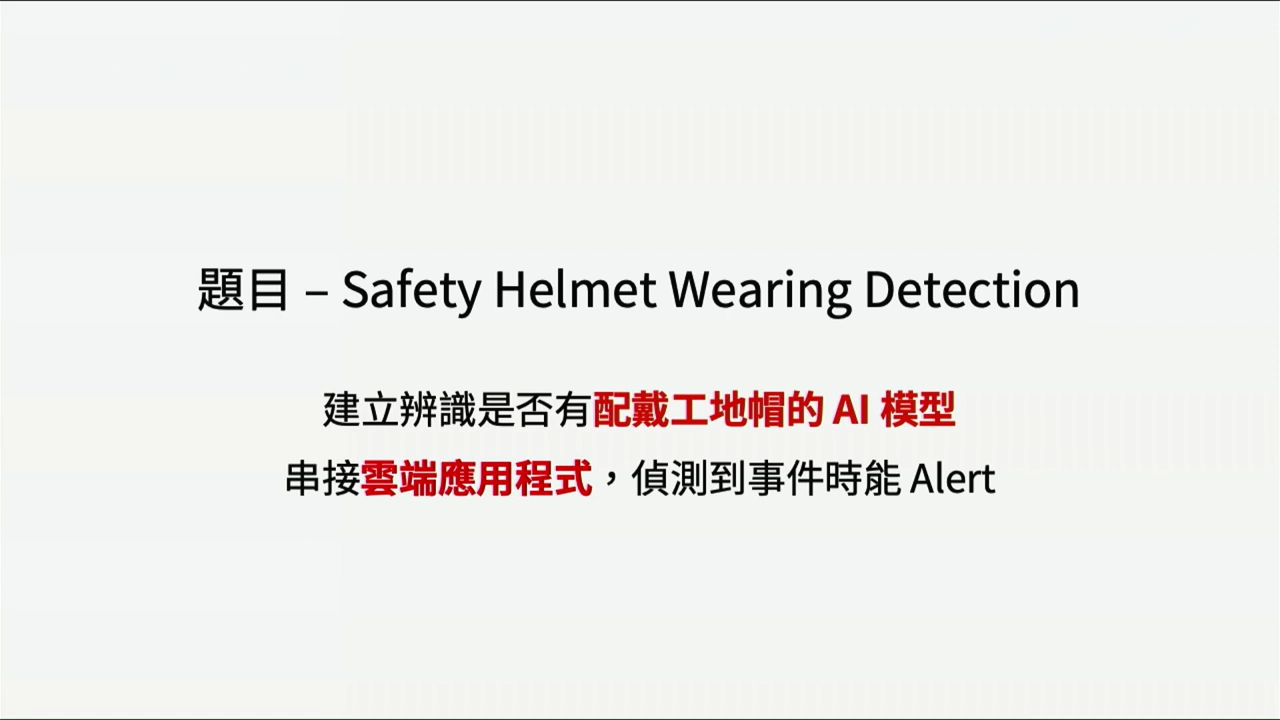 題目 – Safety Helmet Wearing Detection
建立辨識是否有配戴工地帽的 AI 模型
串接雲端應用程式，偵測到事件時能 Alert